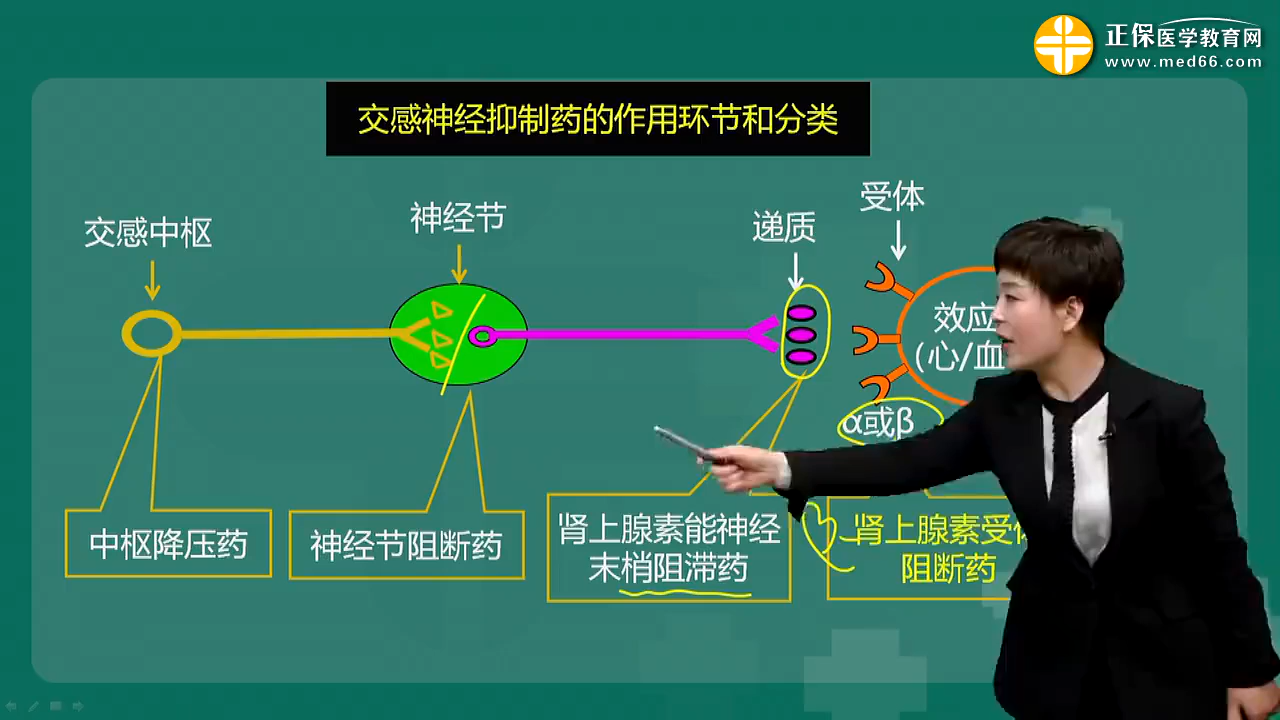 正保医学教育网
www.med66.com
交感神经抑制药的作用环节和分类
交感中枢
神经节
递质
受体
效应
(心/血
α或β
中枢降压药
神经节阻断药
肾上腺素能神经
末梢阻滞药
肾上腺素受体
阻断药